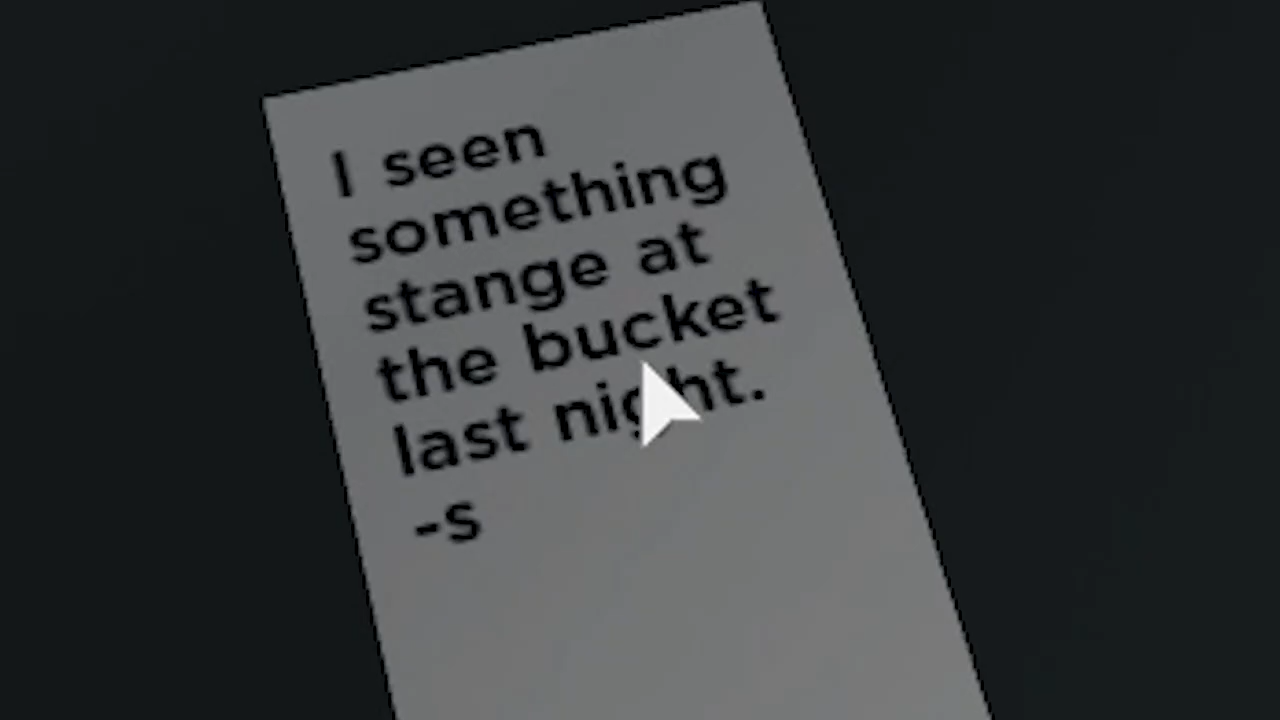 I seen
something
stange at
the bucket
last night.
-s